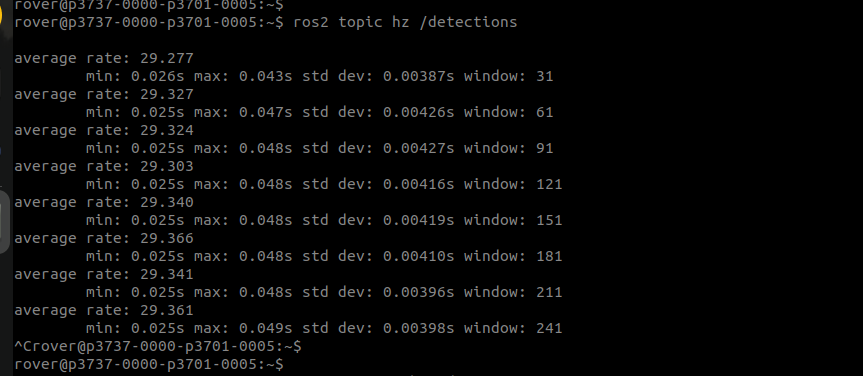 rover@p3737-0000-p3701-0005:~$
rover@p3737-0000-p3701-0005:~$ ros2 topic hz /detections
average rate: 29.277
        min: 0.026s max: 0.043s std dev: 0.00387s window: 31
average rate: 29.327
        min: 0.025s max: 0.047s std dev: 0.00426s window: 61
average rate: 29.324
        min: 0.025s max: 0.048s std dev: 0.00427s window: 91
average rate: 29.303
        min: 0.025s max: 0.048s std dev: 0.00416s window: 121
average rate: 29.340
        min: 0.025s max: 0.048s std dev: 0.00419s window: 151
average rate: 29.366
        min: 0.025s max: 0.048s std dev: 0.00410s window: 181
average rate: 29.341
        min: 0.025s max: 0.048s std dev: 0.00396s window: 211
average rate: 29.361
        min: 0.025s max: 0.049s std dev: 0.00398s window: 241
^Crover@p3737-0000-p3701-0005:~$
rover@p3737-0000-p3701-0005:~$